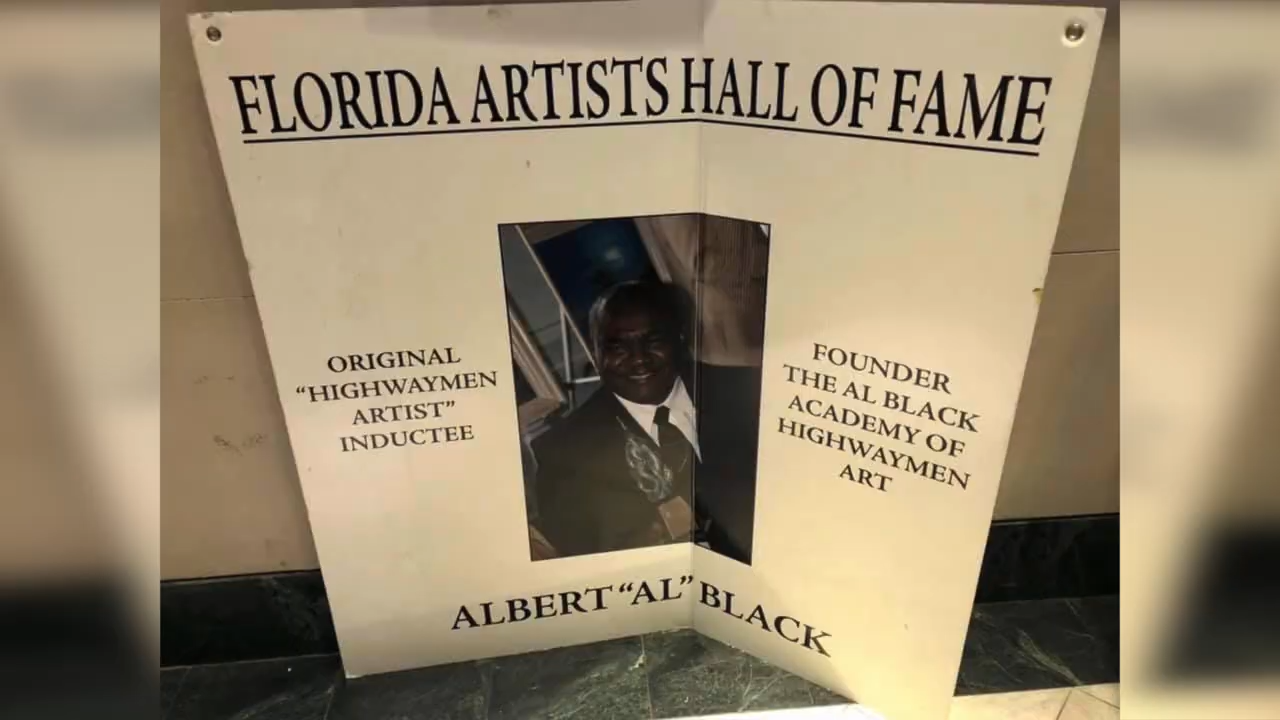 FLORIDA ARTISTS HALL OF FAME
ORIGINAL
“HIGHWAYMEN
ARTIST”
INDUCTEE
FOUNDER
THE AL BLACK
ACADEMY OF
HIGHWAYMEN
ART
ALBERT “AL” BLACK